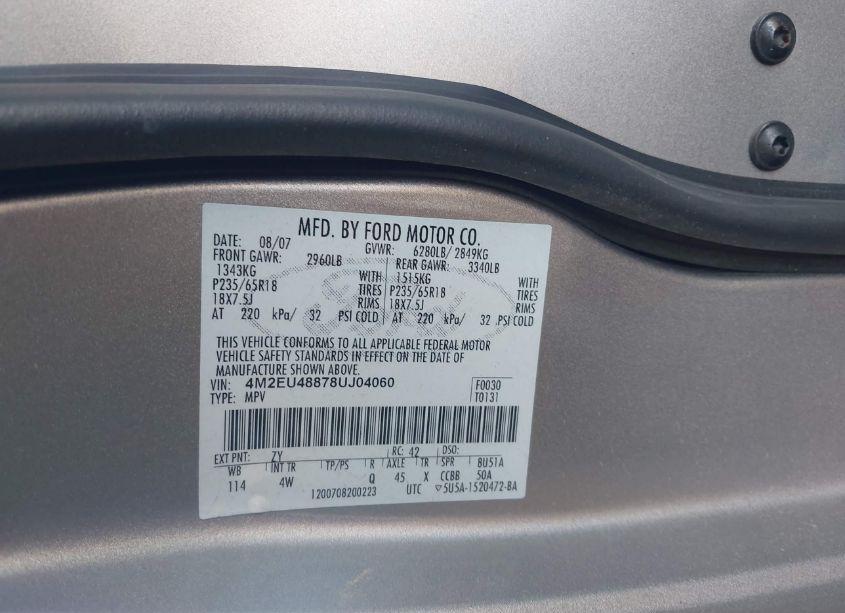 MFD. BY FORD MOTOR CO.
DATE: 08/07 GVWR: 6280LB/ 2849KG
FRONT GAWR: 2960LB REAR GAWR: 3340LB
1343KG WITH 1515KG WITH
P235/65R18 TIRES P235/65R18 TIRES
18X7.5J RIMS 18X7.5J RIMS
AT 220 kPa/ 32 PSI COLD AT 220 kPa/ 32 PSI COLD
THIS VEHICLE CONFORMS TO ALL APPLICABLE FEDERAL MOTOR
VEHICLE SAFETY STANDARDS IN EFFECT ON THE DATE OF
MANUFACTURE SHOWN ABOVE.
VIN: 4M2EU48878UJ04060 F0030
TYPE: MPV T0131
EXT PNT: ZY RC: 42 DSO:
WB INT TR TP/PS R AXLE TR SPR 8U51A
114 4W Q 45 X CCBB 50A
1200708200223 UTC ▽5U5A-1520472-BA